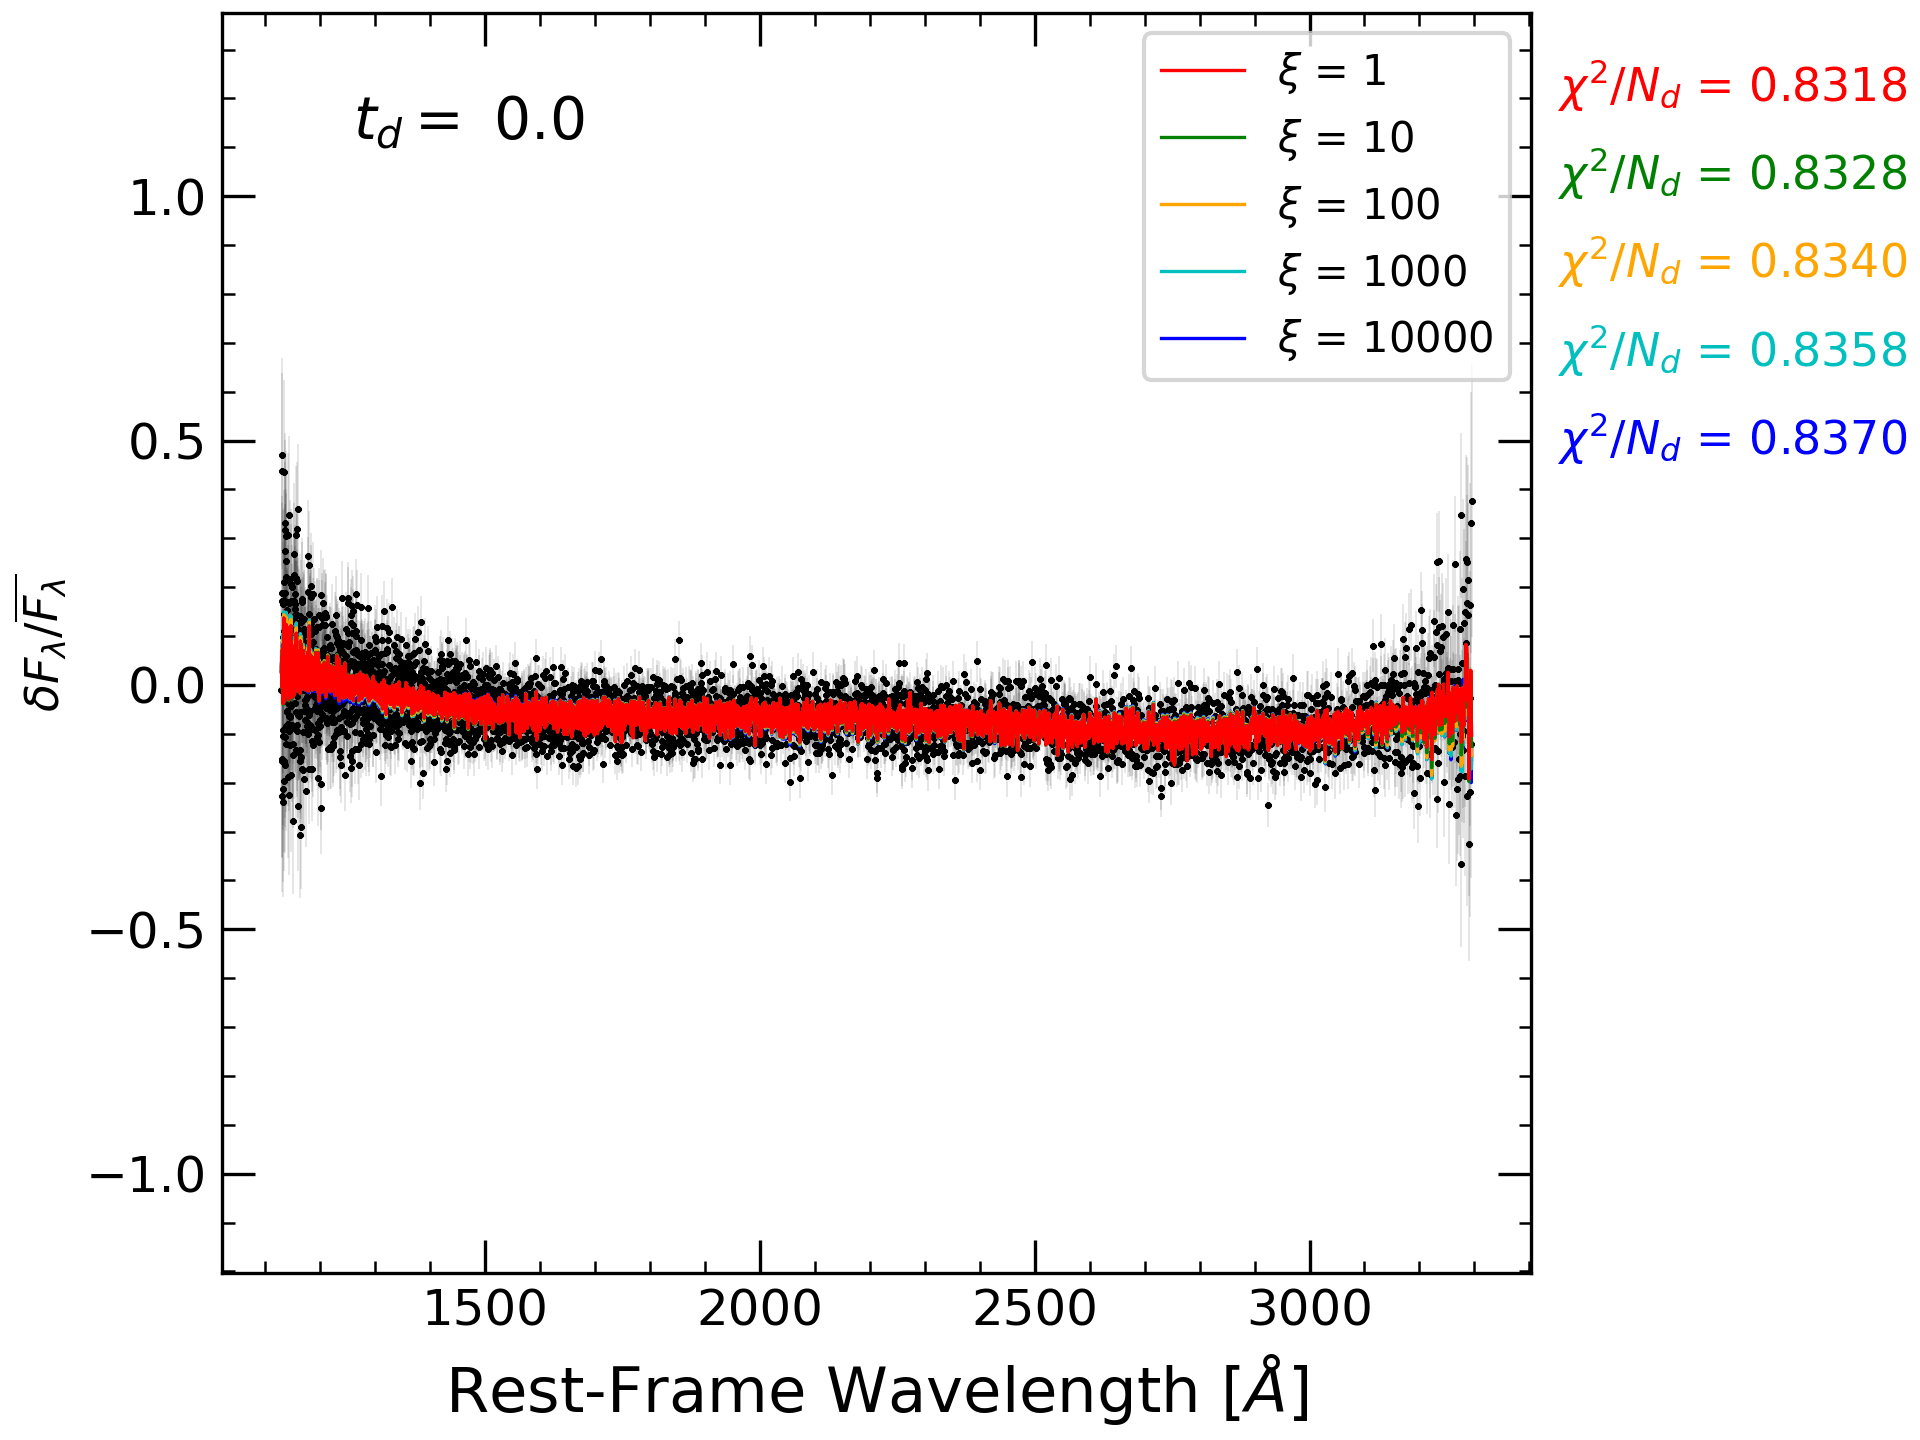 t_d = 0.0
ξ = 1
ξ = 10
ξ = 100
ξ = 1000
ξ = 10000
χ²/N_d = 0.8318
χ²/N_d = 0.8328
χ²/N_d = 0.8340
χ²/N_d = 0.8358
χ²/N_d = 0.8370
1.0
0.5
0.0
−0.5
−1.0
δF_λ/F̅_λ
1500 2000 2500 3000
Rest-Frame Wavelength [Å]